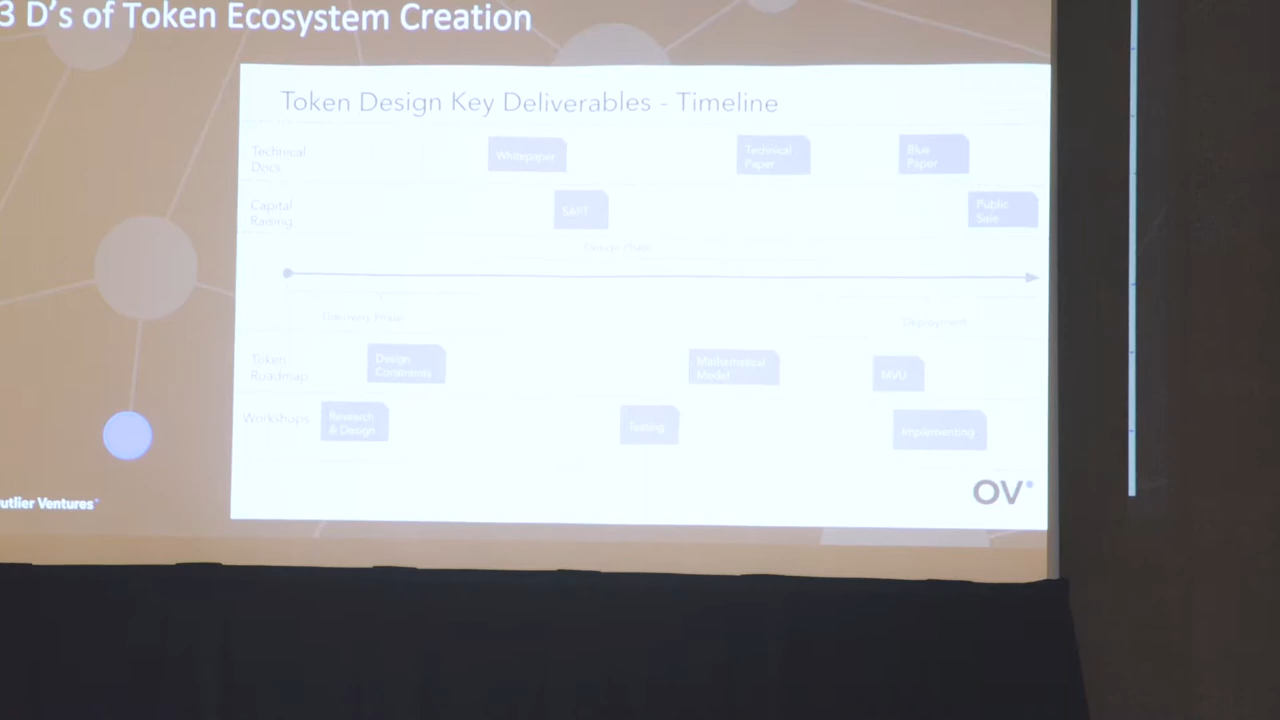 3 D's of Token Ecosystem Creation
Token Design Key Deliverables - Timeline
Technical
Docs
Whitepaper
Technical
Paper
Blue
Paper
Capital
Raising
SAFT
Public
Sale
Design Phase
Discovery Phase
Deployment
Token
Roadmap
Design
Constraints
Mathematical
Model
MVU
Workshops
Research
& Design
Testing
Implementing
OV
utlier Ventures